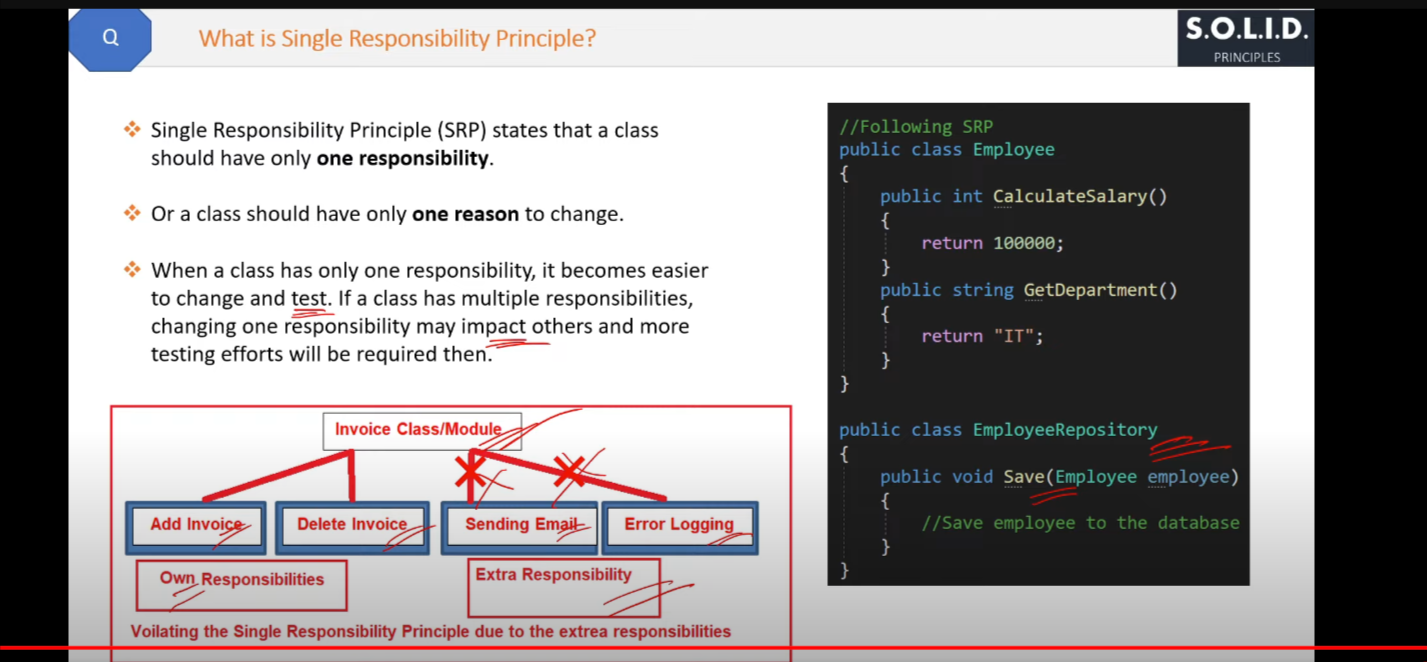 Q
What is Single Responsibility Principle?
S.O.L.I.D.
PRINCIPLES
Single Responsibility Principle (SRP) states that a class
should have only one responsibility.
Or a class should have only one reason to change.
When a class has only one responsibility, it becomes easier
to change and test. If a class has multiple responsibilities,
changing one responsibility may impact others and more
testing efforts will be required then.
Invoice Class/Module
Add Invoice
Delete Invoice
Sending Email
Error Logging
Own Responsibilities
Extra Responsibility
Voilating the Single Responsibility Principle due to the extrea responsibilities
//Following SRP
public class Employee
{
public int CalculateSalary()
{
return 100000;
}
public string GetDepartment()
{
return "IT";
}
}
public class EmployeeRepository
{
public void Save(Employee employee)
{
//Save employee to the database
}
}